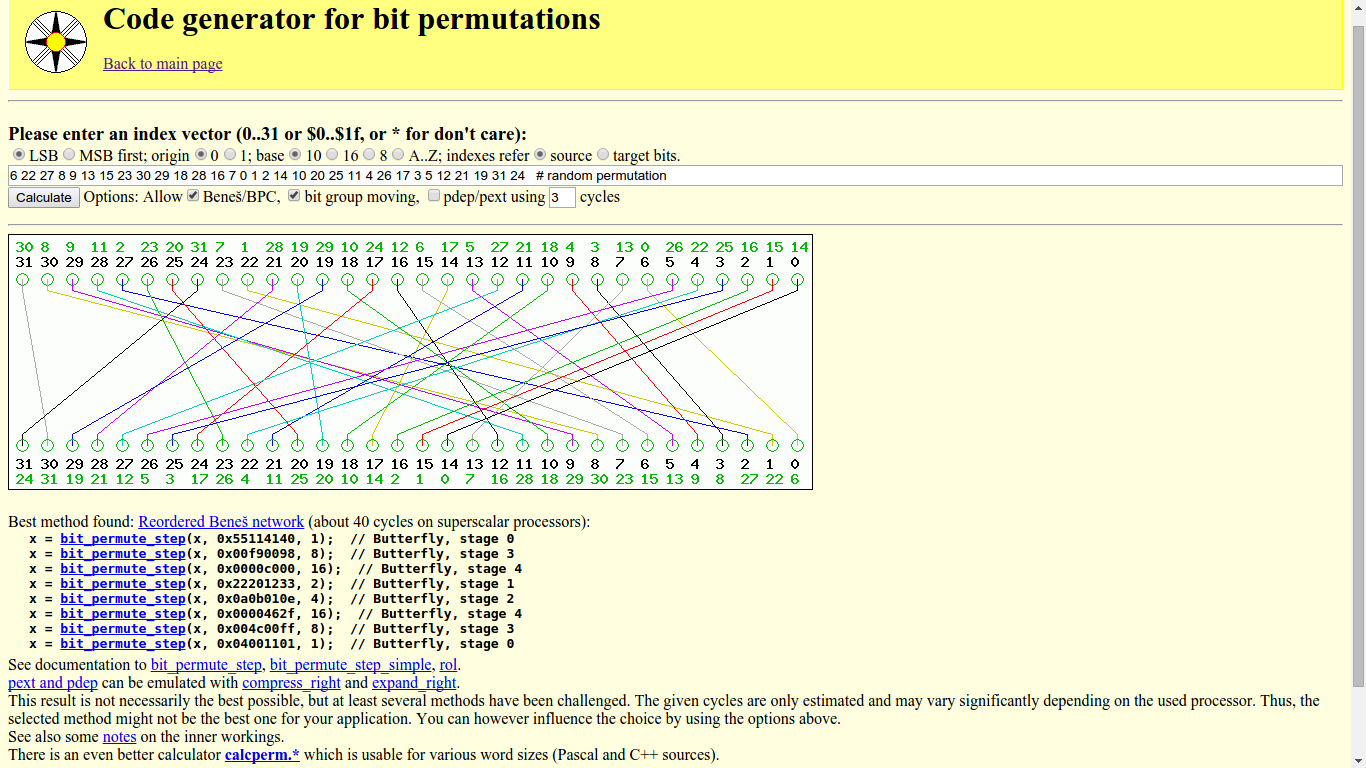 Code generator for bit permutations
Back to main page
Please enter an index vector (0..31 or $0..$1f, or * for don't care):
LSB MSB first; origin 0 1; base 10 16 8 A..Z; indexes refer source target bits.
6 22 27 8 9 13 15 23 30 29 18 28 16 7 0 1 2 14 10 20 25 11 4 26 17 3 5 12 21 19 31 24 # random permutation
Calculate Options: Allow Beneš/BPC, bit group moving, pdep/pext using 3 cycles
30 8 9 11 2 23 20 31 7 1 28 19 29 10 24 12 6 17 5 27 21 18 4 3 13 0 26 22 25 16 15 14
31 30 29 28 27 26 25 24 23 22 21 20 19 18 17 16 15 14 13 12 11 10 9 8 7 6 5 4 3 2 1 0
31 30 29 28 27 26 25 24 23 22 21 20 19 18 17 16 15 14 13 12 11 10 9 8 7 6 5 4 3 2 1 0
24 31 19 21 12 5 3 17 26 4 11 25 20 10 14 2 1 0 7 16 28 18 29 30 23 15 13 9 8 27 22 6
Best method found: Reordered Beneš network (about 40 cycles on superscalar processors):
x = bit_permute_step(x, 0x55114140, 1);  // Butterfly, stage 0
x = bit_permute_step(x, 0x00f90098, 8);  // Butterfly, stage 3
x = bit_permute_step(x, 0x0000c000, 16);  // Butterfly, stage 4
x = bit_permute_step(x, 0x22201233, 2);  // Butterfly, stage 1
x = bit_permute_step(x, 0x0a0b010e, 4);  // Butterfly, stage 2
x = bit_permute_step(x, 0x0000462f, 16);  // Butterfly, stage 4
x = bit_permute_step(x, 0x004c00ff, 8);  // Butterfly, stage 3
x = bit_permute_step(x, 0x04001101, 1);  // Butterfly, stage 0
See documentation to bit_permute_step, bit_permute_step_simple, rol.
pext and pdep can be emulated with compress_right and expand_right.
This result is not necessarily the best possible, but at least several methods have been challenged. The given cycles are only estimated and may vary significantly depending on the used processor. Thus, the
selected method might not be the best one for your application. You can however influence the choice by using the options above.
See also some notes on the inner workings.
There is an even better calculator calcperm.* which is usable for various word sizes (Pascal and C++ sources).